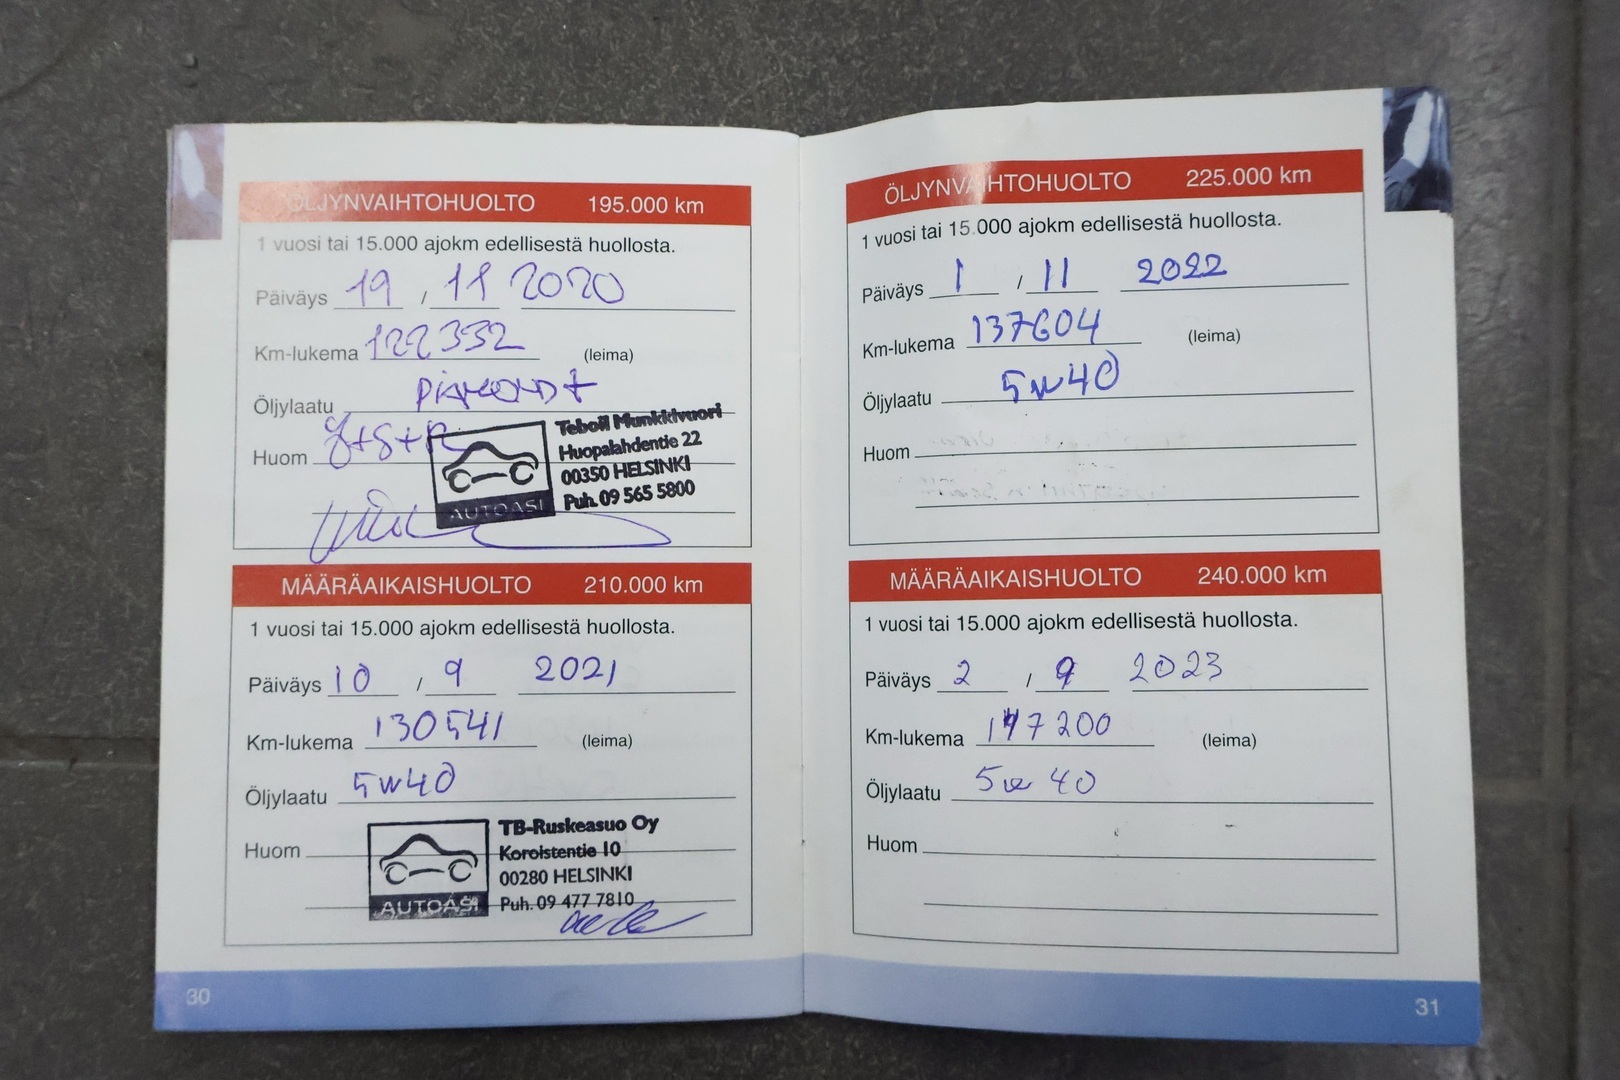 ÖLJYNVAIHTOHUOLTO 195.000 km
1 vuosi tai 15.000 ajokm edellisestä huollosta.
Päiväys 19 / 11 2020
Km-lukema 122332 (leima)
Öljylaatu
Huom Ö+S+R
AUTOASI
Teboil Munkkivuori
Huopalahdentie 22
00350 HELSINKI
Puh. 09 565 5800
MÄÄRÄAIKAISHUOLTO 210.000 km
1 vuosi tai 15.000 ajokm edellisestä huollosta.
Päiväys 10 / 9 2021
Km-lukema 130541 (leima)
Öljylaatu 5w40
Huom
AUTOASI
TB-Ruskeasuo Oy
Koroistentie 10
00280 HELSINKI
Puh. 09 477 7810
30
ÖLJYNVAIHTOHUOLTO 225.000 km
1 vuosi tai 15.000 ajokm edellisestä huollosta.
Päiväys 1 / 11 2022
Km-lukema 137604 (leima)
Öljylaatu 5w40
Huom
MÄÄRÄAIKAISHUOLTO 240.000 km
1 vuosi tai 15.000 ajokm edellisestä huollosta.
Päiväys 2 / 9 2023
Km-lukema 147200 (leima)
Öljylaatu 5w40
Huom
31